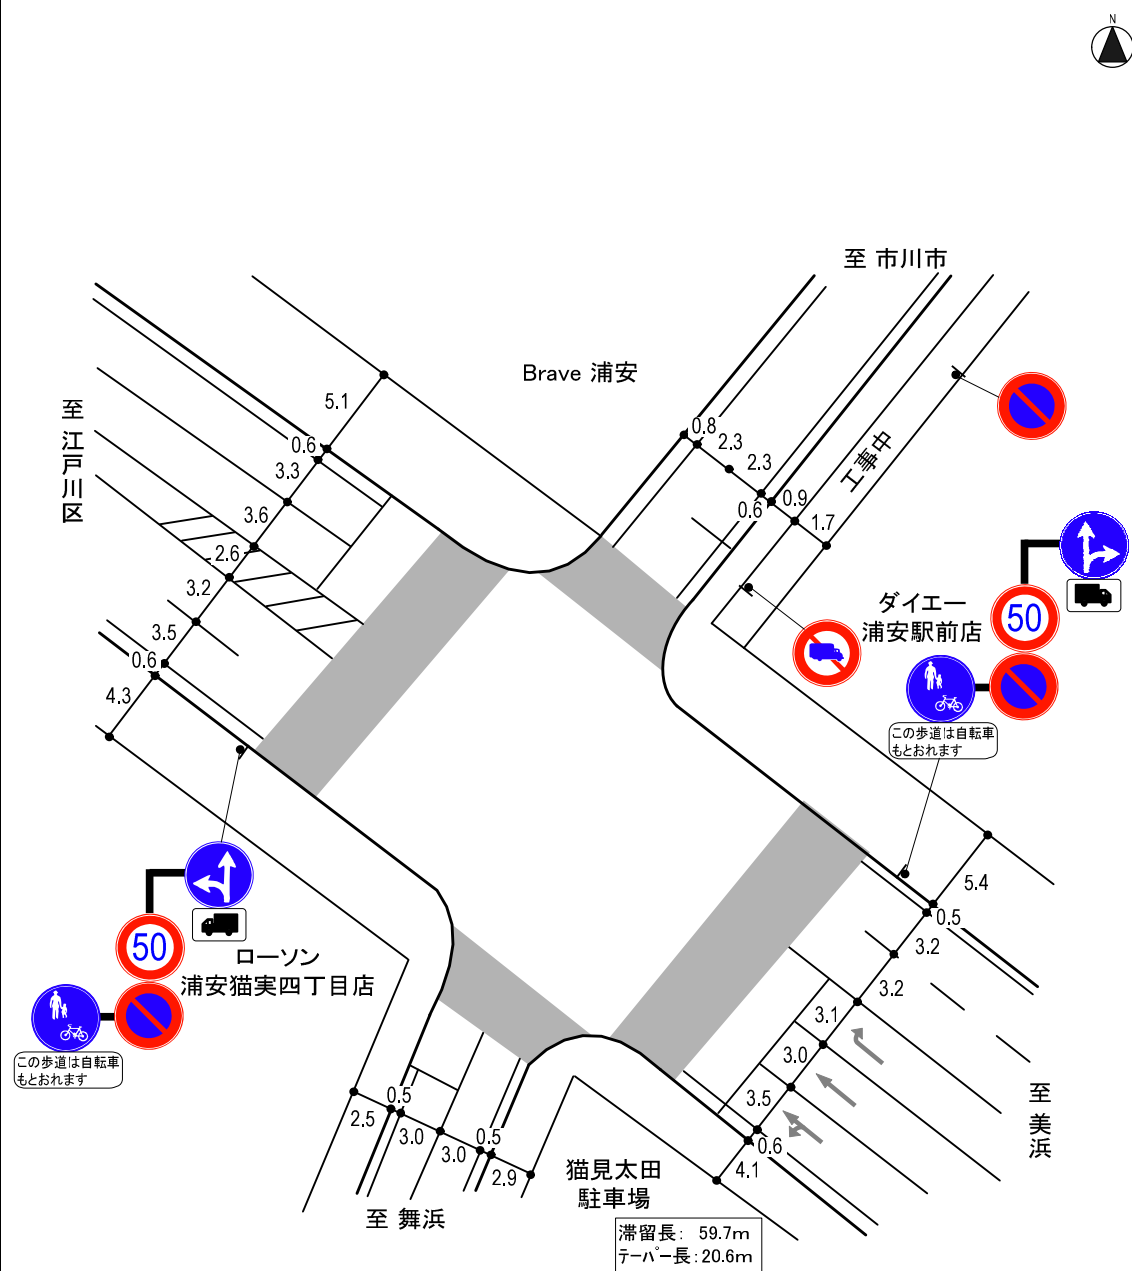 N
至 市川市
Brave 浦安
至 江戸川区
5.1
0.6
3.3
3.6
2.6
3.2
3.5
0.6
4.3
0.8
2.3
2.3
0.6
0.9
1.7
工事中
ダイエー
浦安駅前店
50
この歩道は自転車
もとおれます
5.4
0.5
3.2
3.2
3.1
3.0
3.5
0.6
4.1
至 美浜
50
ローソン
浦安猫実四丁目店
この歩道は自転車
もとおれます
2.5
0.5
3.0
3.0
0.5
2.9
至 舞浜
猫見太田
駐車場
滞留長: 59.7m
テーパー長:20.6m